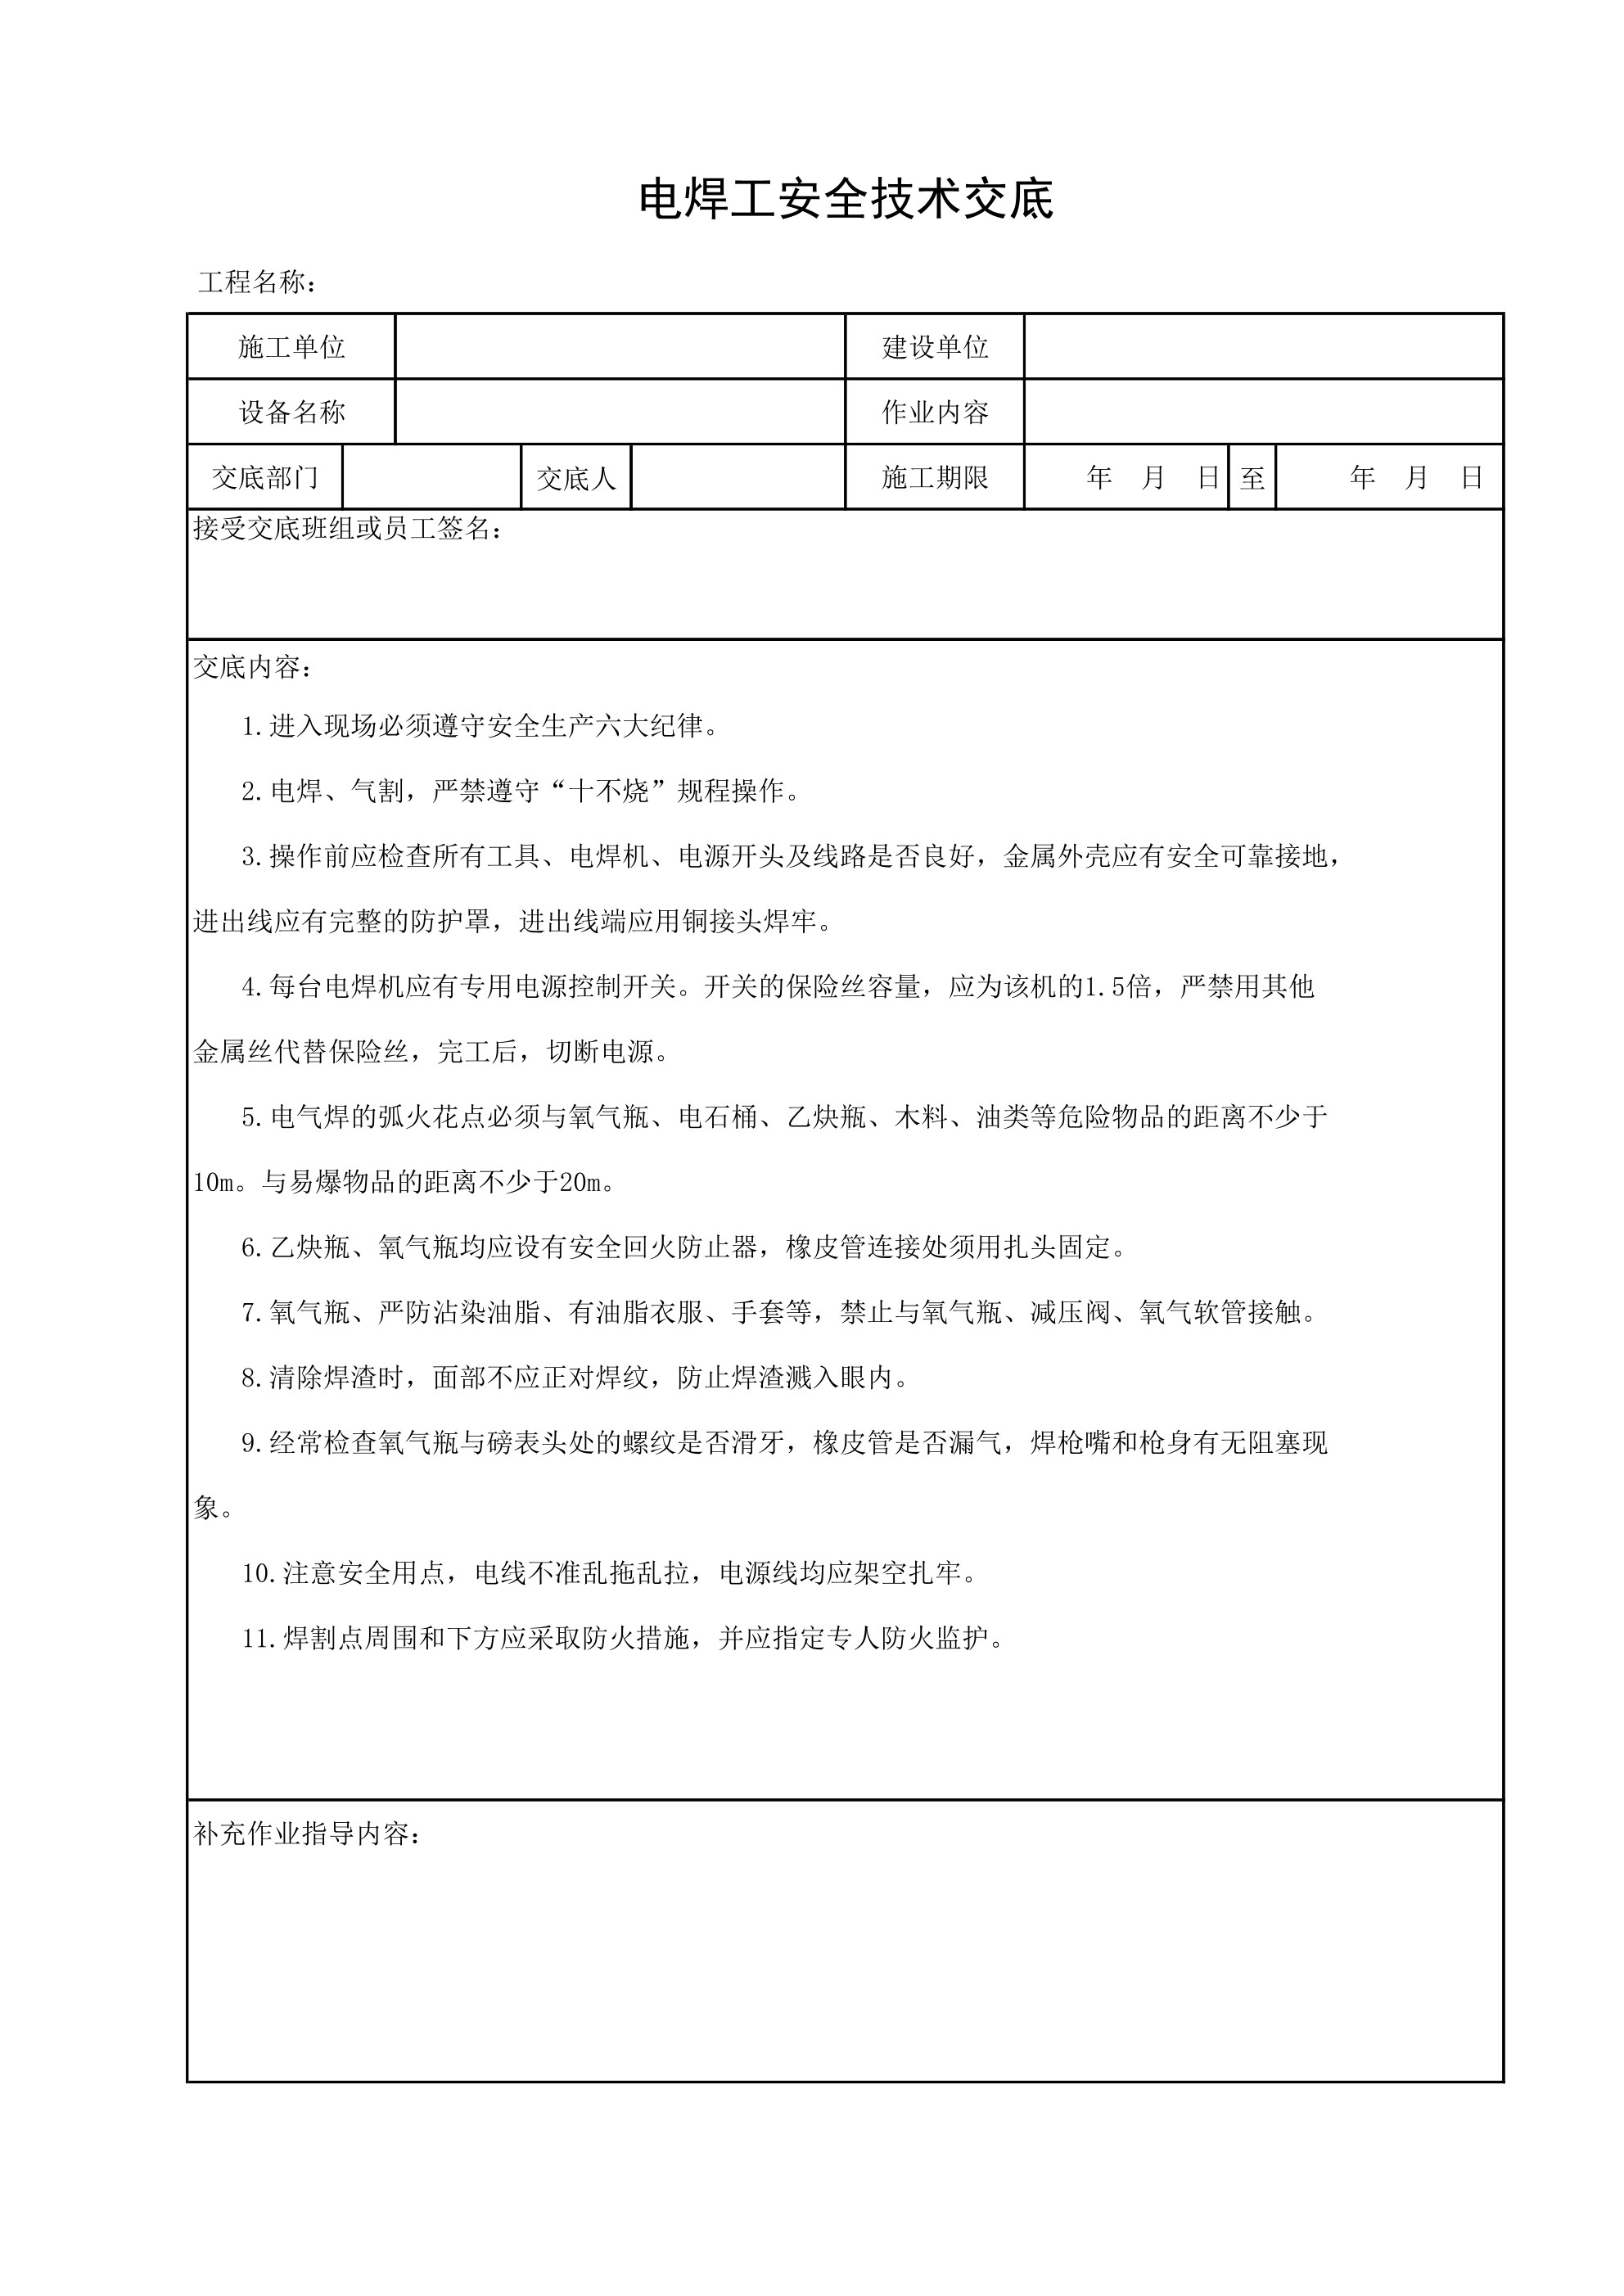 电焊工安全技术交底
工程名称：
施工单位 建设单位
设备名称 作业内容
交底部门 交底人 施工期限 年 月 日 至 年 月 日
接受交底班组或员工签名：
交底内容：
1.进入现场必须遵守安全生产六大纪律。
2.电焊、气割，严禁遵守“十不烧”规程操作。
3.操作前应检查所有工具、电焊机、电源开头及线路是否良好，金属外壳应有安全可靠接地，
进出线应有完整的防护罩，进出线端应用铜接头焊牢。
4.每台电焊机应有专用电源控制开关。开关的保险丝容量，应为该机的1.5倍，严禁用其他
金属丝代替保险丝，完工后，切断电源。
5.电气焊的弧火花点必须与氧气瓶、电石桶、乙炔瓶、木料、油类等危险物品的距离不少于
10m。与易爆物品的距离不少于20m。
6.乙炔瓶、氧气瓶均应设有安全回火防止器，橡皮管连接处须用扎头固定。
7.氧气瓶、严防沾染油脂、有油脂衣服、手套等，禁止与氧气瓶、减压阀、氧气软管接触。
8.清除焊渣时，面部不应正对焊纹，防止焊渣溅入眼内。
9.经常检查氧气瓶与磅表头处的螺纹是否滑牙，橡皮管是否漏气，焊枪嘴和枪身有无阻塞现
象。
10.注意安全用点，电线不准乱拖乱拉，电源线均应架空扎牢。
11.焊割点周围和下方应采取防火措施，并应指定专人防火监护。
补充作业指导内容：